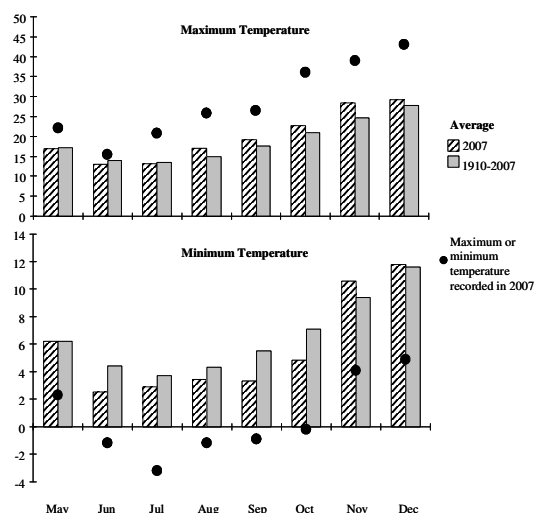 50
45
40
35
30
25
20
15
10
5
0
Maximum Temperature
Average
2007
1910-2007
14
12
10
8
6
4
2
0
-2
-4
Minimum Temperature
Maximum or
minimum
temperature
recorded in 2007
May Jun Jul Aug Sep Oct Nov Dec